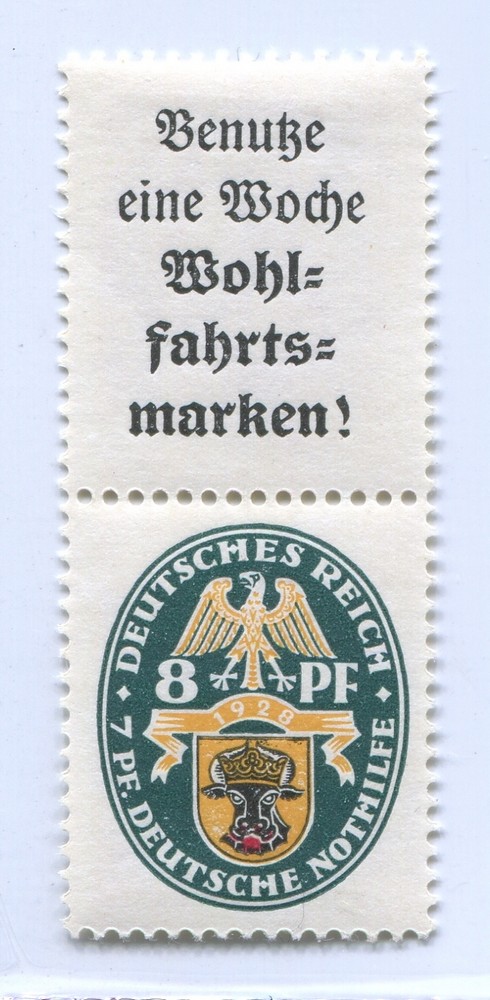 Benutze
eine Woche
Wohl=
fahrts=
marken!
DEUTSCHES REICH
8 PF
1928
7 PF. DEUTSCHE NOTHILFE